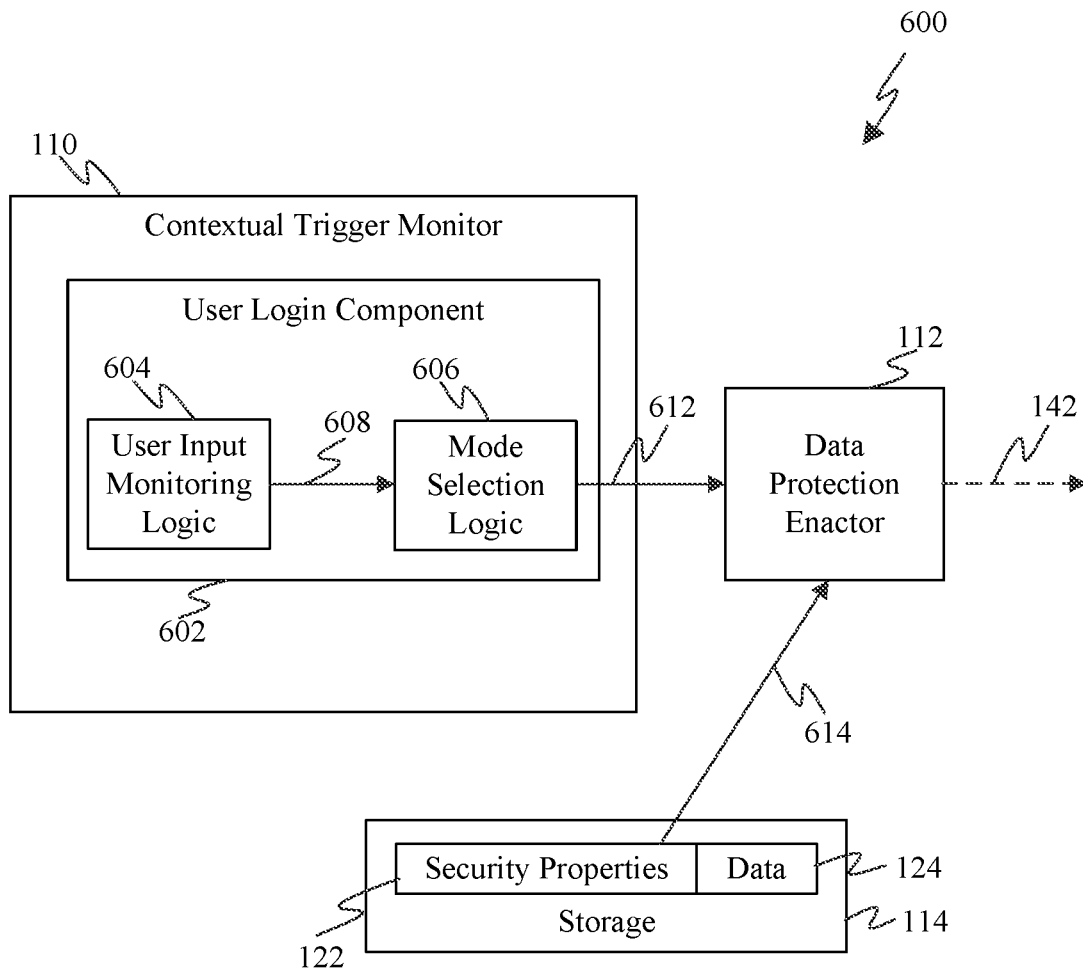 600
110
Contextual Trigger Monitor
User Login Component
604
606
608
612
112
142
User Input
Monitoring
Logic
Mode
Selection
Logic
Data
Protection
Enactor
602
614
Security Properties
Data
124
Storage
114
122